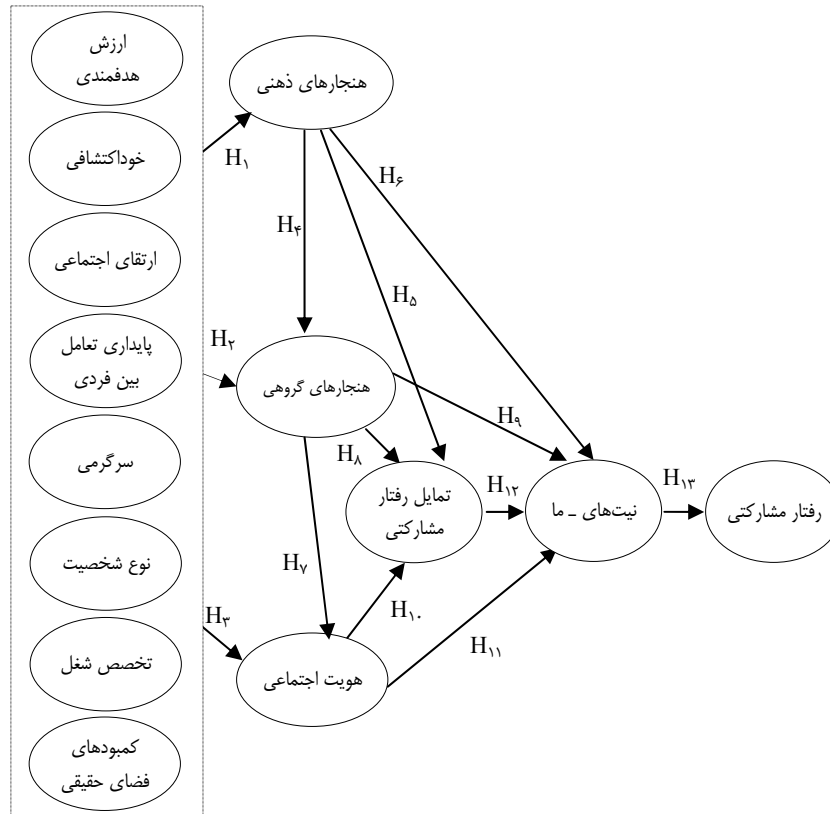 ارزش
هدفمندی
خوداکتشافی
ارتقای اجتماعی
پایداری تعامل
بین فردی
سرگرمی
نوع شخصیت
تخصص شغل
کمبودهای
فضای حقیقی
هنجارهای ذهنی
H۱
H۶
H۴
H۵
H۲
هنجارهای گروهی
H۹
H۸
تمایل رفتار
مشارکتی
H۱۲
نیت‌های ـ ما
H۱۳
رفتار مشارکتی
H۷
H۱۰
H۳
هویت اجتماعی
H۱۱